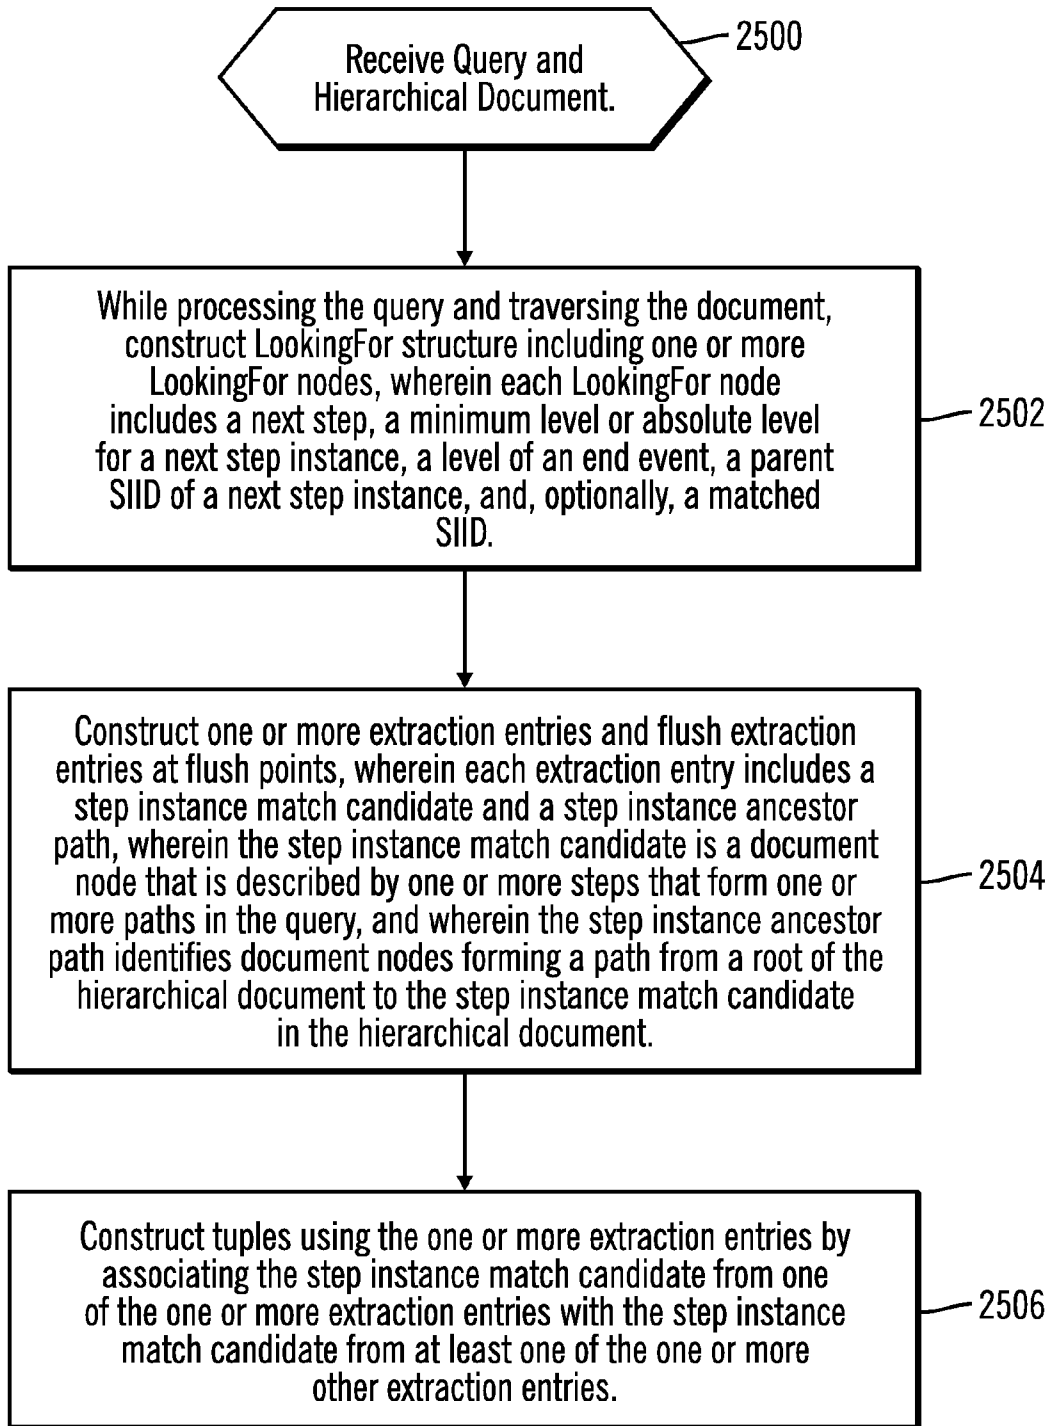 Receive Query and
Hierarchical Document.
2500
While processing the query and traversing the document,
construct LookingFor structure including one or more
LookingFor nodes, wherein each LookingFor node
includes a next step, a minimum level or absolute level
for a next step instance, a level of an end event, a parent
SIID of a next step instance, and, optionally, a matched
SIID.
2502
Construct one or more extraction entries and flush extraction
entries at flush points, wherein each extraction entry includes a
step instance match candidate and a step instance ancestor
path, wherein the step instance match candidate is a document
node that is described by one or more steps that form one or
more paths in the query, and wherein the step instance ancestor
path identifies document nodes forming a path from a root of the
hierarchical document to the step instance match candidate
in the hierarchical document.
2504
Construct tuples using the one or more extraction entries by
associating the step instance match candidate from one
of the one or more extraction entries with the step instance
match candidate from at least one of the one or more
other extraction entries.
2506